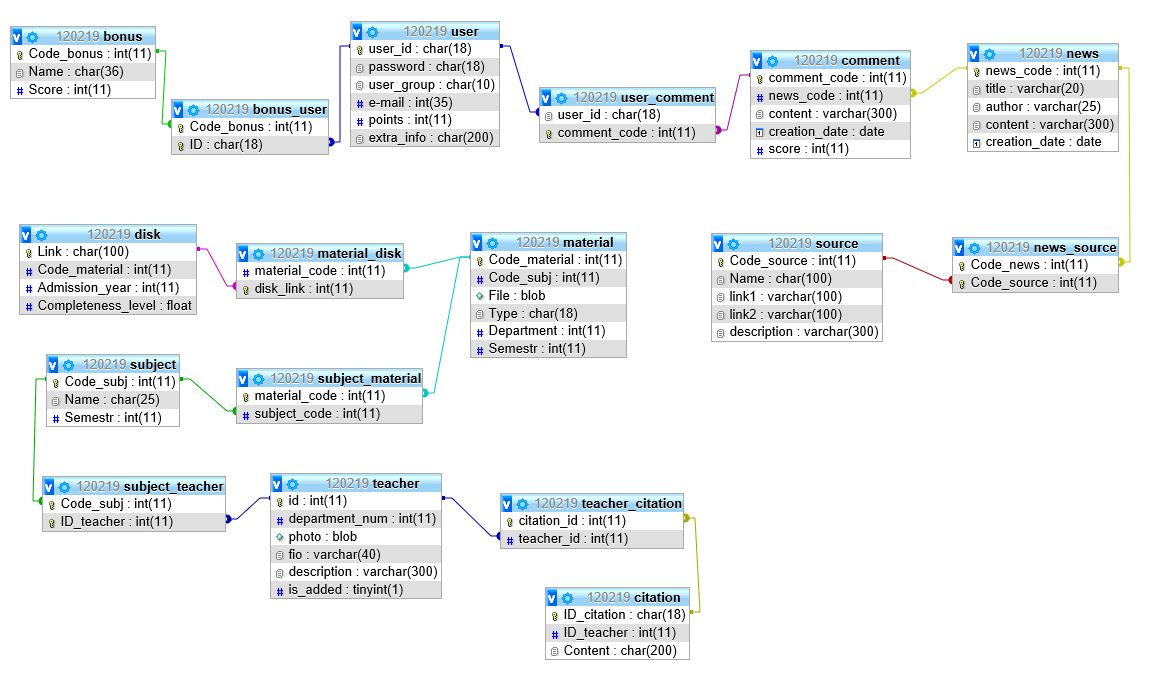 120219 bonus
Code_bonus : int(11)
Name : char(36)
Score : int(11)
120219 bonus_user
Code_bonus : int(11)
ID : char(18)
120219 user
user_id : char(18)
password : char(18)
user_group : char(10)
e-mail : int(35)
points : int(11)
extra_info : char(200)
120219 user_comment
user_id : char(18)
comment_code : int(11)
120219 comment
comment_code : int(11)
news_code : int(11)
content : varchar(300)
creation_date : date
score : int(11)
120219 news
news_code : int(11)
title : varchar(20)
author : varchar(25)
content : varchar(300)
creation_date : date
120219 disk
Link : char(100)
Code_material : int(11)
Admission_year : int(11)
Completeness_level : float
120219 material_disk
material_code : int(11)
disk_link : int(11)
120219 material
Code_material : int(11)
Code_subj : int(11)
File : blob
Type : char(18)
Department : int(11)
Semestr : int(11)
120219 source
Code_source : int(11)
Name : char(100)
link1 : varchar(100)
link2 : varchar(100)
description : varchar(300)
120219 news_source
Code_news : int(11)
Code_source : int(11)
120219 subject
Code_subj : int(11)
Name : char(25)
Semestr : int(11)
120219 subject_material
material_code : int(11)
subject_code : int(11)
120219 subject_teacher
Code_subj : int(11)
ID_teacher : int(11)
120219 teacher
id : int(11)
department_num : int(11)
photo : blob
fio : varchar(40)
description : varchar(300)
is_added : tinyint(1)
120219 teacher_citation
citation_id : int(11)
teacher_id : int(11)
120219 citation
ID_citation : char(18)
ID_teacher : int(11)
Content : char(200)